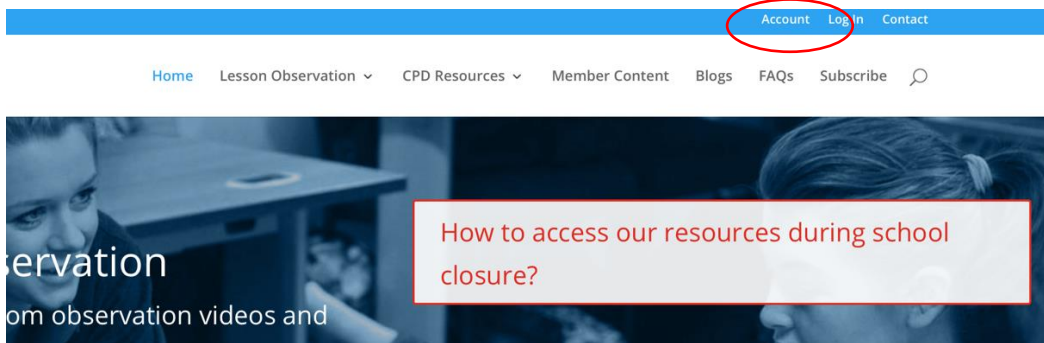 Account Log In Contact
Home Lesson Observation CPD Resources Member Content Blogs FAQs Subscribe
How to access our resources during school
closure?
servation
om observation videos and